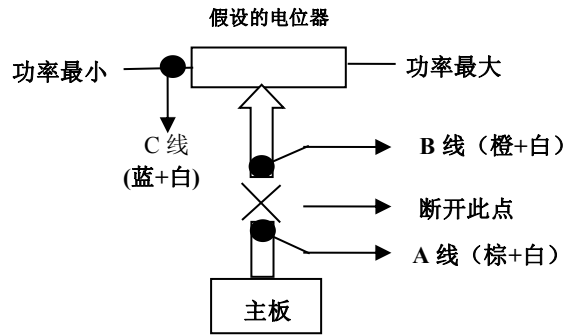 假设的电位器
功率最小
功率最大
C 线
(蓝+白)
B 线（橙+白）
断开此点
A 线（棕+白）
主板